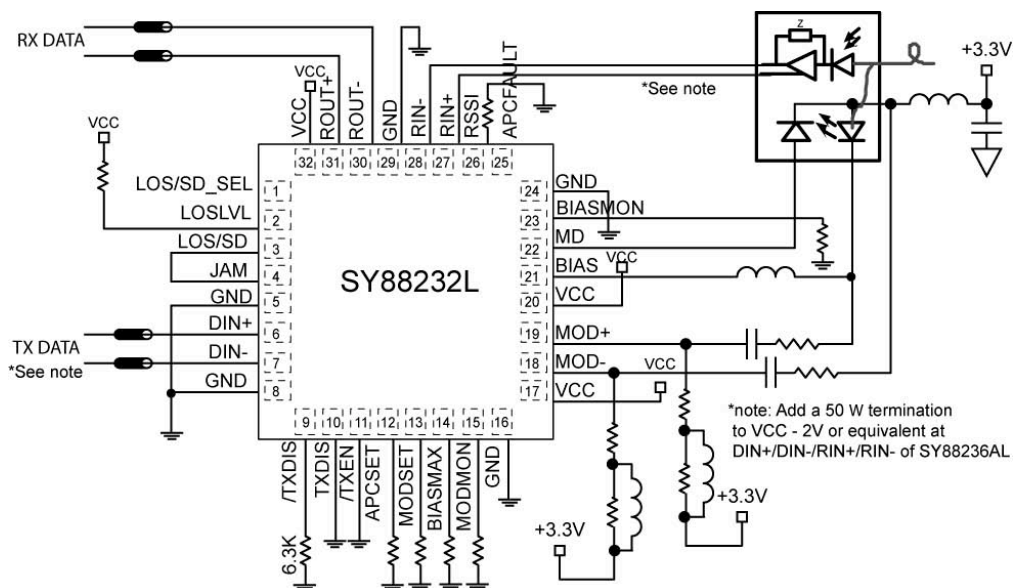 RX DATA
VCC
VCC
ROUT+
ROUT-
GND
RIN-
RIN+
RSSI
APCFAULT
*See note
z
+3.3V
VCC
32
31
30
29
28
27
26
25
LOS/SD_SEL
1
LOSLVL
2
LOS/SD
3
JAM
4
GND
5
DIN+
6
DIN-
7
GND
8
TX DATA
*See note
SY88232L
24
GND
23
BIASMON
22
MD
21
BIAS
VCC
20
VCC
19
MOD+
18
MOD-
VCC
17
VCC
9
10
11
12
13
14
15
16
/TXDIS
TXDIS
/TXEN
APCSET
MODSET
BIASMAX
MODMON
GND
6.3K
*note: Add a 50 W termination
to VCC - 2V or equivalent at
DIN+/DIN-/RIN+/RIN- of SY88236AL
+3.3V
+3.3V